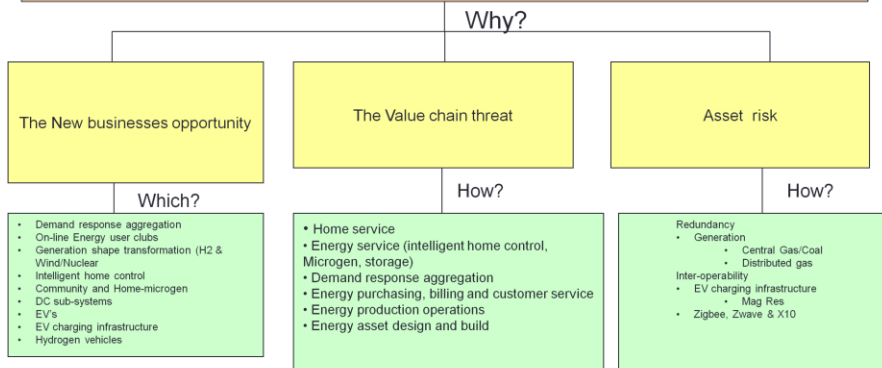 Why?
The New businesses opportunity
The Value chain threat
Asset risk
Which?
How?
How?
• Demand response aggregation
• On-line Energy user clubs
• Generation shape transformation (H2 &
Wind/Nuclear
• Intelligent home control
• Community and Home-microgen
• DC sub-systems
• EV's
• EV charging infrastructure
• Hydrogen vehicles
• Home service
• Energy service (intelligent home control,
Microgen, storage)
• Demand response aggregation
• Energy purchasing, billing and customer service
• Energy production operations
• Energy asset design and build
Redundancy
• Generation
• Central Gas/Coal
• Distributed gas
Inter-operability
• EV charging infrastructure
• Mag Res
• Zigbee, Zwave & X10